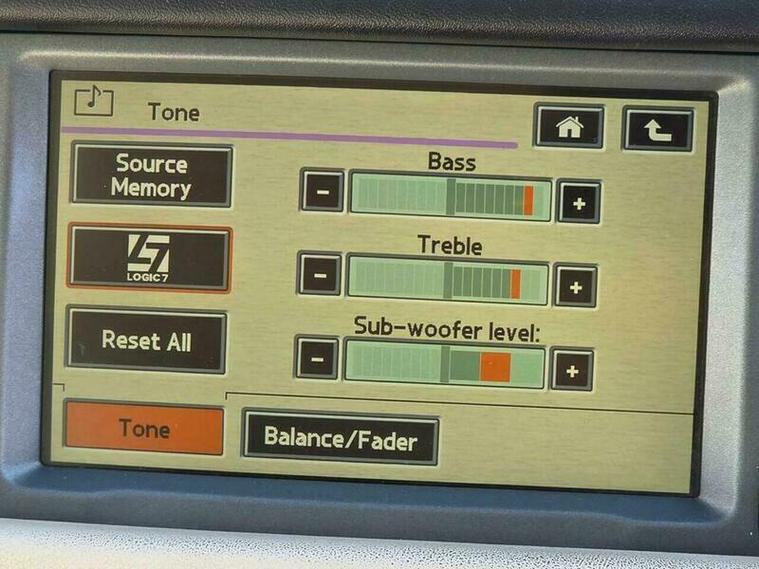 Tone
Source
Memory
Bass
-
+
LOGIC7
Treble
-
+
Reset All
Sub-woofer level:
-
+
Tone
Balance/Fader